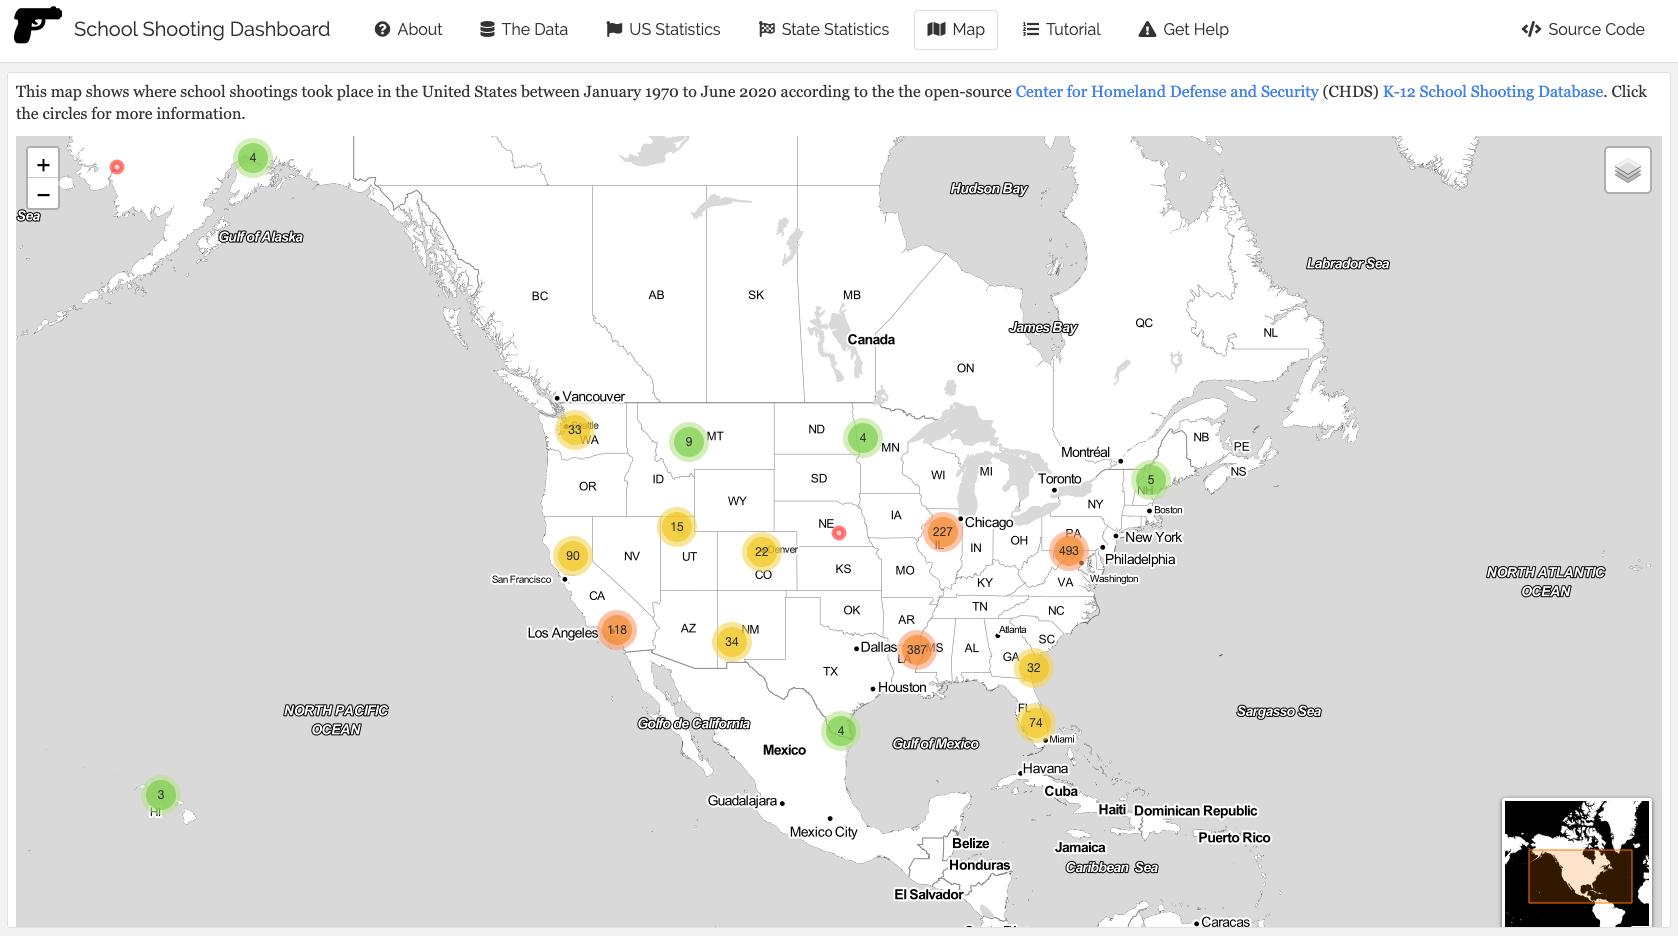 School Shooting Dashboard
About
The Data
US Statistics
State Statistics
Map
Tutorial
Get Help
Source Code
This map shows where school shootings took place in the United States between January 1970 to June 2020 according to the the open-source Center for Homeland Defense and Security (CHDS) K-12 School Shooting Database. Click
the circles for more information.
+
−
4
Sea
Gulf of Alaska
Hudson Bay
Labrador Sea
BC
AB
SK
MB
QC
NL
James Bay
Canada
ON
Vancouver
33
WA
9
MT
ND
4
MN
NB
PE
NS
Montréal
Toronto
WI
MI
5
NH
OR
ID
SD
WY
NY
Boston
15
NE
IA
227
IL
Chicago
OH
PA
New York
90
NV
UT
22
Denver
CO
KS
MO
IN
493
Philadelphia
San Francisco
CA
KY
VA
Washington
NORTH ATLANTIC
OCEAN
OK
AR
TN
NC
Los Angeles
118
AZ
34
NM
Dallas
387
LA
MS
AL
Atlanta
GA
SC
32
TX
Houston
NORTH PACIFIC
OCEAN
Golfo de California
FL
74
Miami
Sargasso Sea
4
Mexico
Gulf of Mexico
Havana
Cuba
3
HI
Guadalajara
Mexico City
Haiti
Dominican Republic
Puerto Rico
Belize
Jamaica
Honduras
Caribbean Sea
El Salvador
Caracas